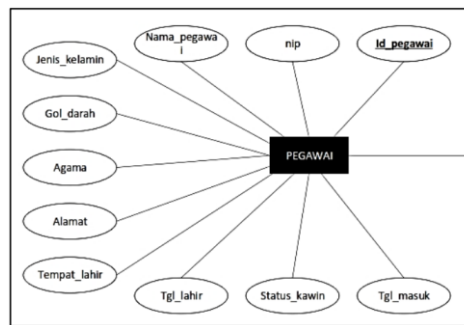 Nama_pegawa
i
nip
Id_pegawai
Jenis_kelamin
Gol_darah
PEGAWAI
Agama
Alamat
Tempat_lahir
Tgl_lahir
Status_kawin
Tgl_masuk